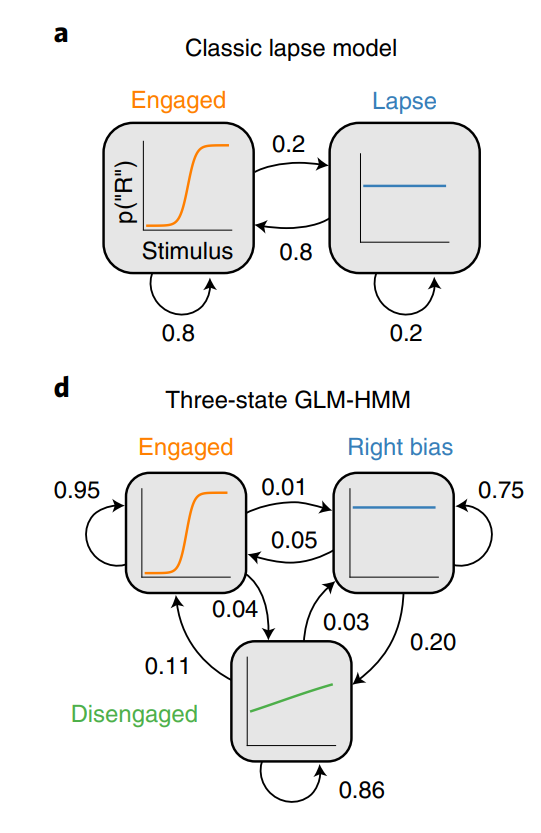 a
Classic lapse model
Engaged
Lapse
p("R")
Stimulus
0.2
0.8
0.8
0.2
d
Three-state GLM-HMM
Engaged
Right bias
0.95
0.01
0.75
0.05
0.04
0.03
0.20
0.11
Disengaged
0.86